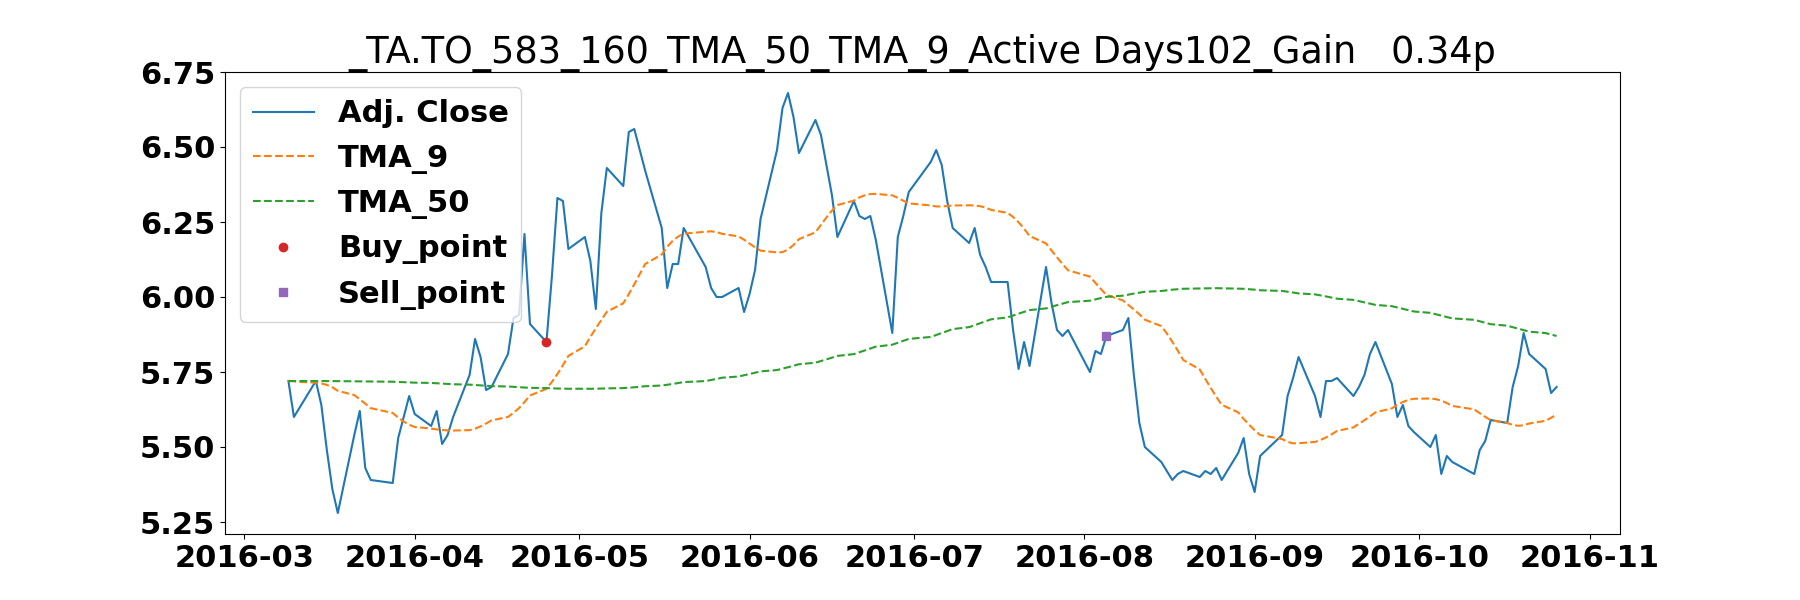 _TA.TO_583_160_TMA_50_TMA_9_Active Days102_Gain   0.34p
6.75
6.50
6.25
6.00
5.75
5.50
5.25
Adj. Close
TMA_9
TMA_50
Buy_point
Sell_point
2016-03 2016-04 2016-05 2016-06 2016-07 2016-08 2016-09 2016-10 2016-11